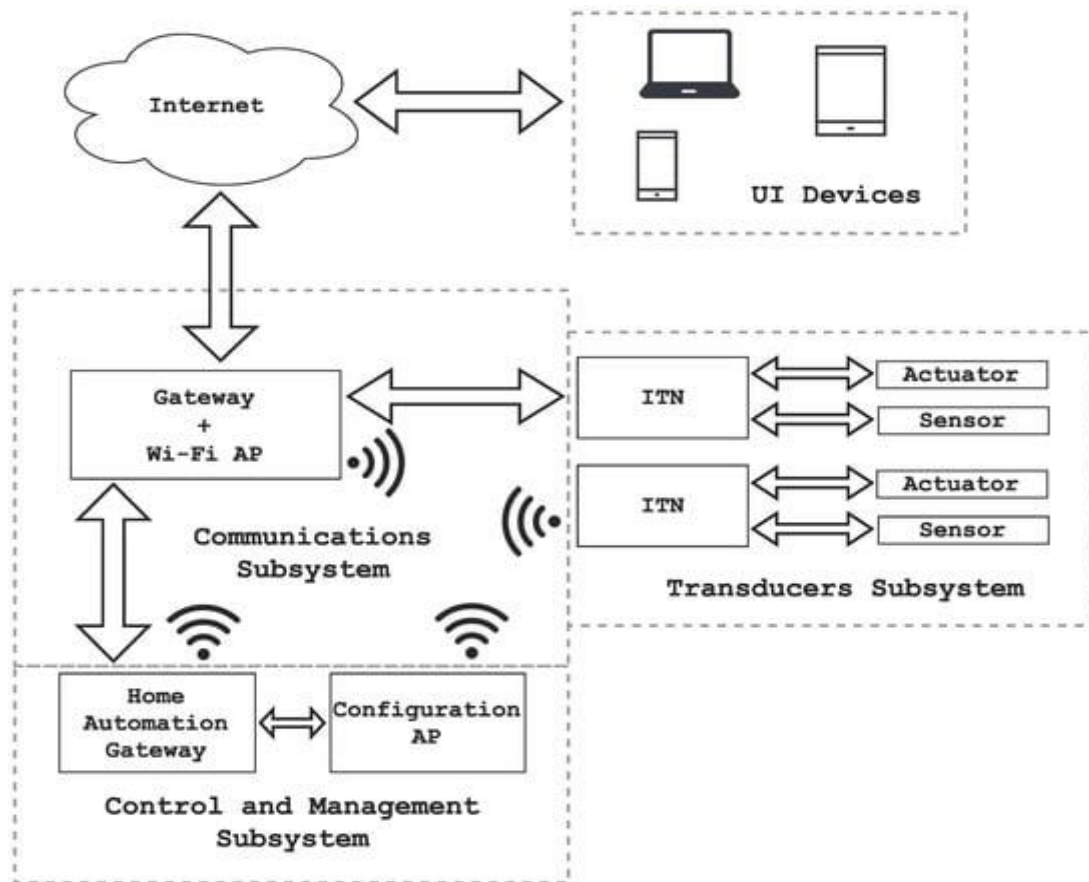 Internet
UI Devices
Gateway
+
Wi-Fi AP
ITN
Actuator
Sensor
ITN
Actuator
Sensor
Communications
Subsystem
Transducers Subsystem
Home
Automation
Gateway
Configuration
AP
Control and Management
Subsystem